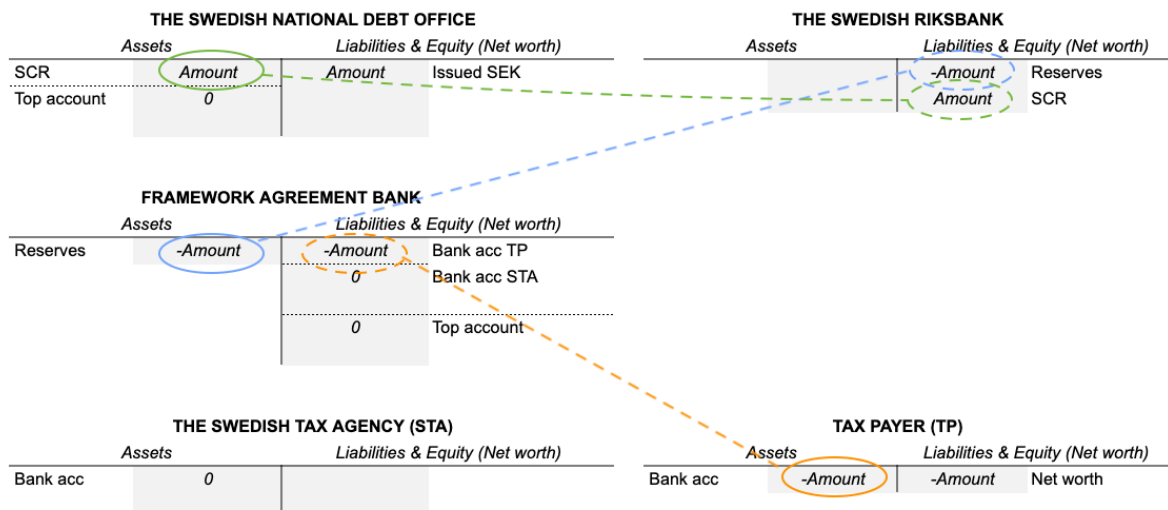 THE SWEDISH NATIONAL DEBT OFFICE
Assets Liabilities & Equity (Net worth)
SCR Amount Amount Issued SEK
Top account 0
THE SWEDISH RIKSBANK
Assets Liabilities & Equity (Net worth)
-Amount Reserves
Amount SCR
FRAMEWORK AGREEMENT BANK
Assets Liabilities & Equity (Net worth)
Reserves -Amount -Amount Bank acc TP
0 Bank acc STA
0 Top account
THE SWEDISH TAX AGENCY (STA)
Assets Liabilities & Equity (Net worth)
Bank acc 0
TAX PAYER (TP)
Assets Liabilities & Equity (Net worth)
Bank acc -Amount -Amount Net worth